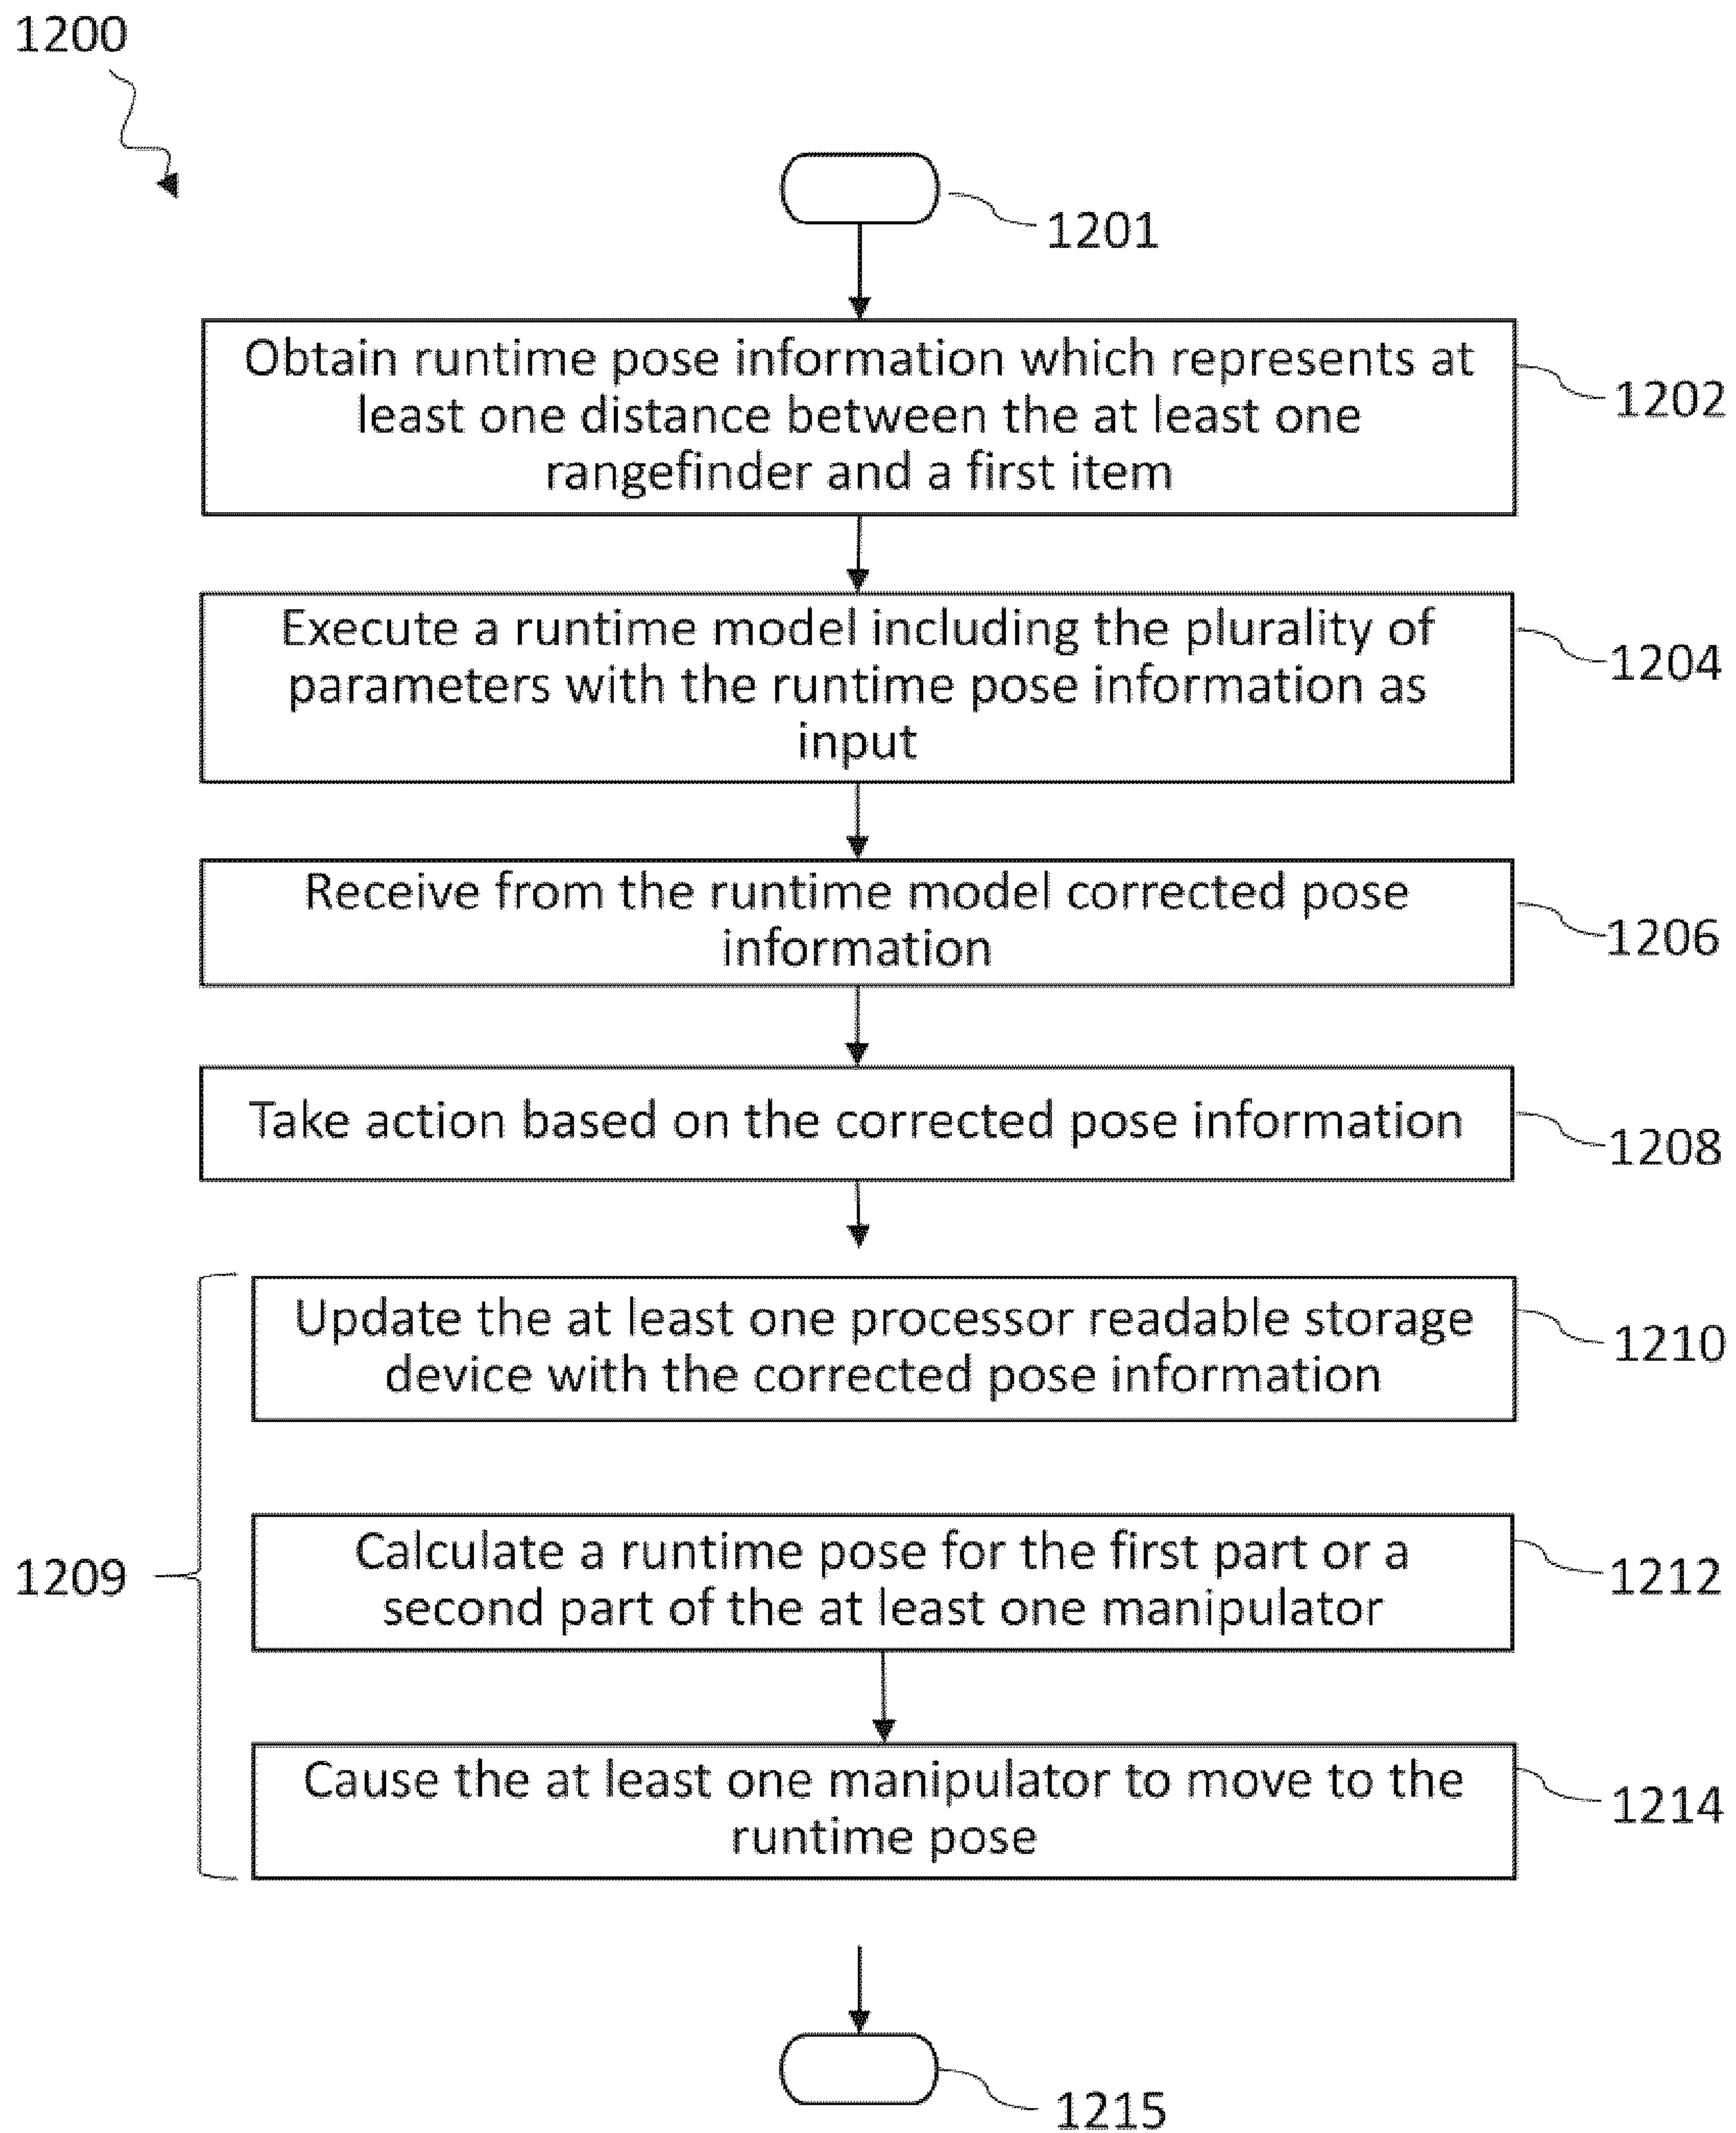 1200
1201
Obtain runtime pose information which represents at
least one distance between the at least one
rangefinder and a first item
1202
Execute a runtime model including the plurality of
parameters with the runtime pose information as
input
1204
Receive from the runtime model corrected pose
information
1206
Take action based on the corrected pose information
1208
Update the at least one processor readable storage
device with the corrected pose information
1210
1209
Calculate a runtime pose for the first part or a
second part of the at least one manipulator
1212
Cause the at least one manipulator to move to the
runtime pose
1214
1215